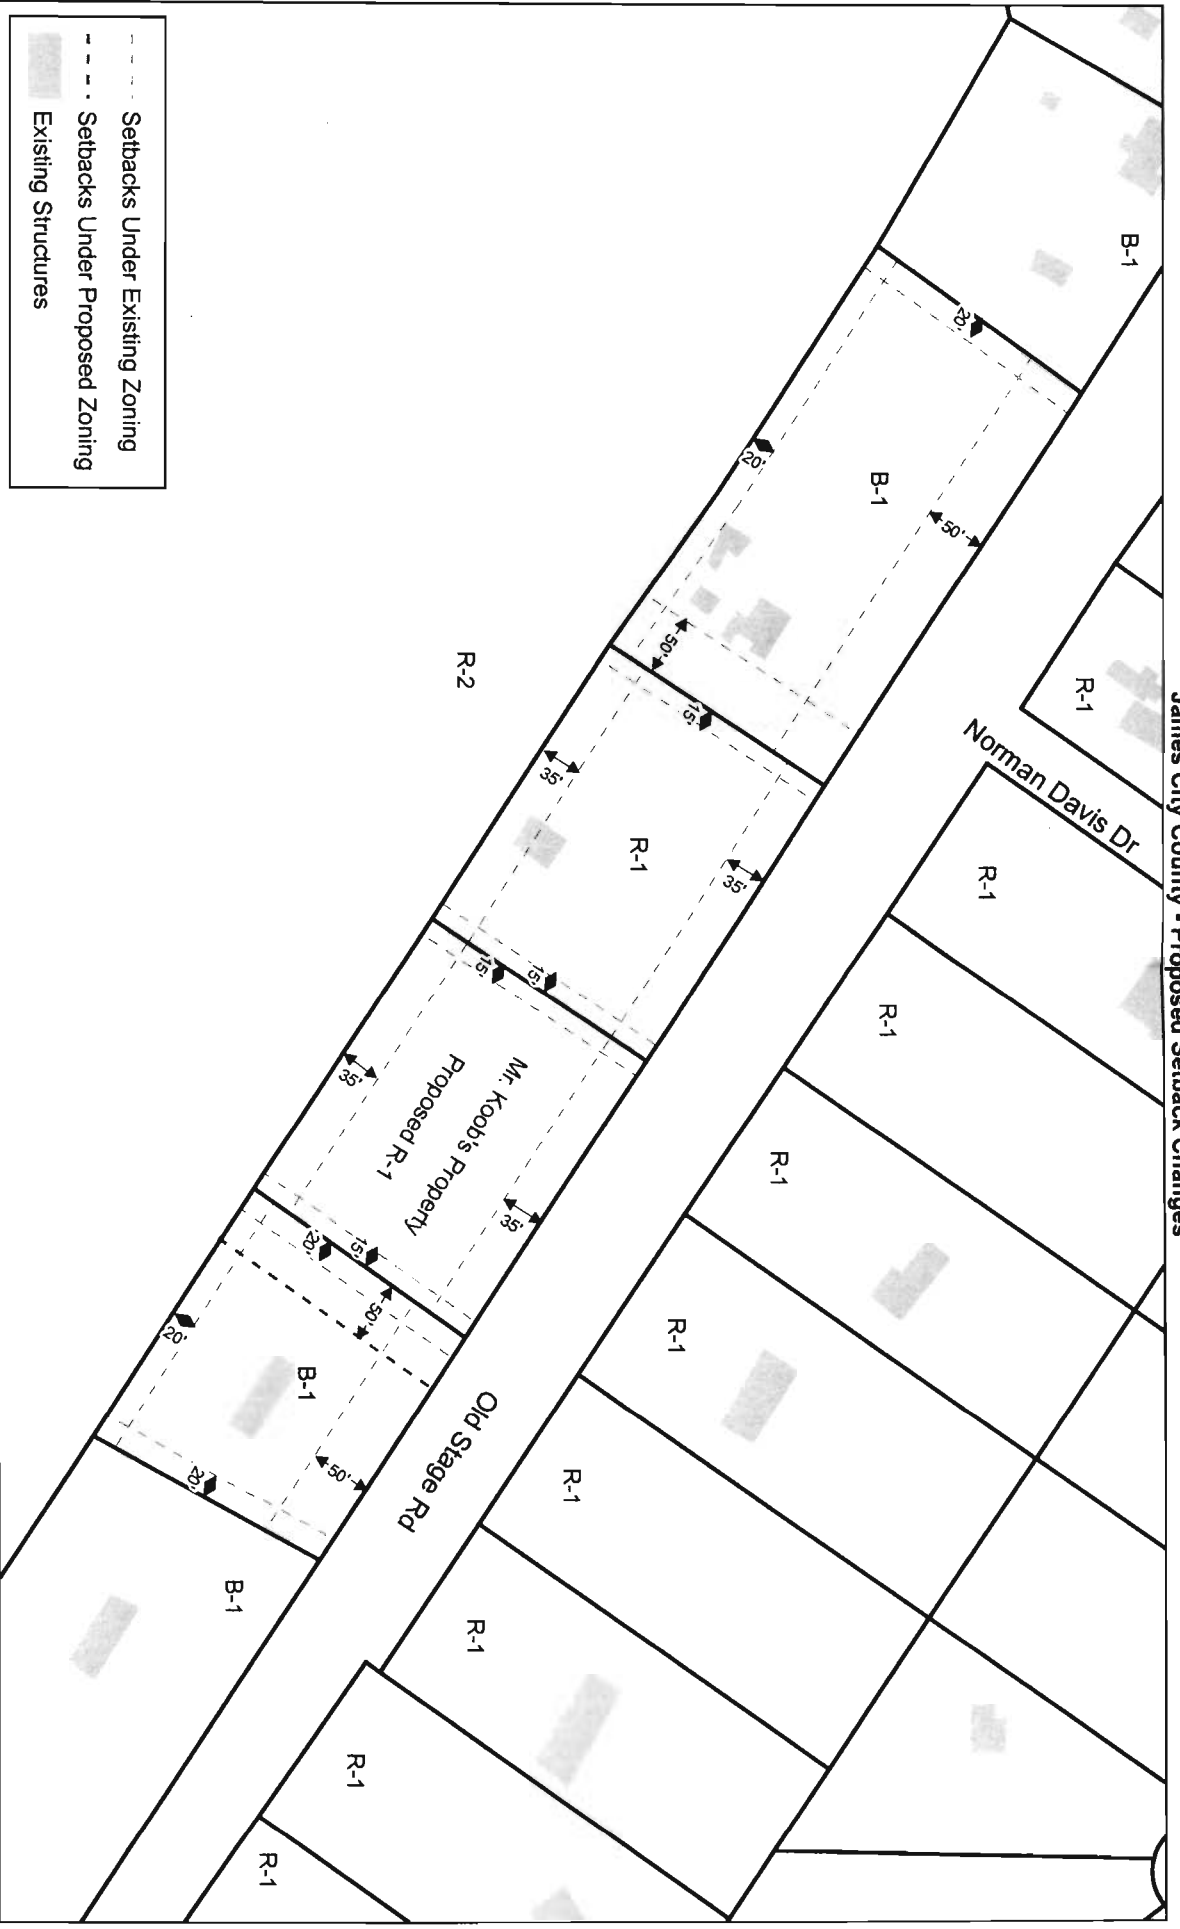 James City County - Proposed Setback Changes
B-1
20'
B-1
50'
20'
50'
R-1
Norman Davis Dr
R-1
R-1
R-1
R-1
R-1
R-1
R-1
R-1
R-2
15'
R-1
35'
35'
15'
15'
Mr. Koob's Property
Proposed R-1
35'
35'
15'
20'
50'
B-1
20'
50'
20'
Old Stage Rd
B-1
Setbacks Under Existing Zoning
Setbacks Under Proposed Zoning
Existing Structures